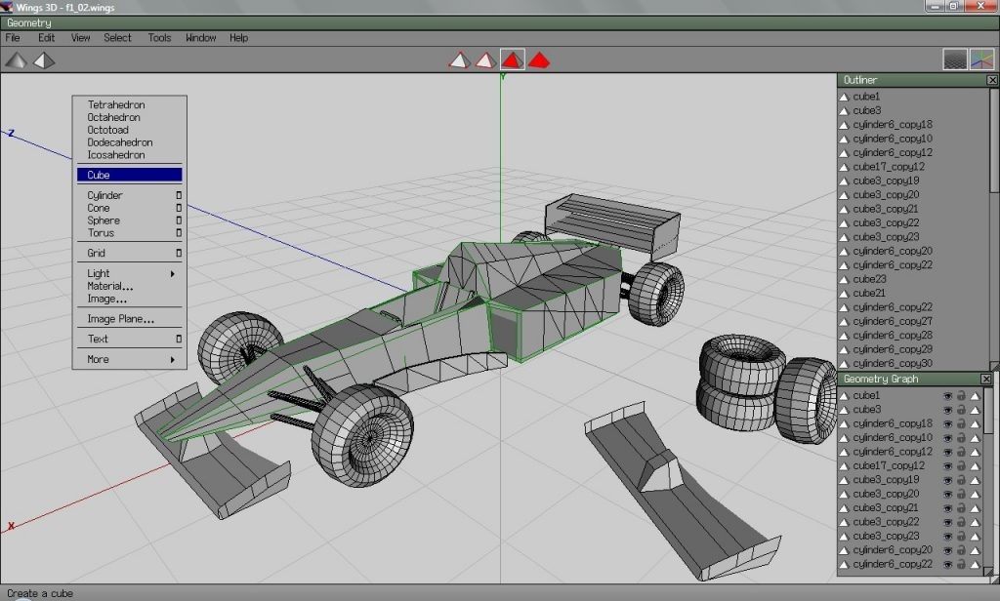 Wings 3D - f1_02.wings
Geometry
File Edit View Select Tools Window Help
Y
Z
X
Tetrahedron
Octahedron
Octotoad
Dodecahedron
Icosahedron
Cube
Cylinder
Cone
Sphere
Torus
Grid
Light
Material...
Image...
Image Plane...
Text
More
Outliner
cube1
cube3
cylinder6_copy18
cylinder6_copy10
cylinder6_copy12
cube17_copy12
cube3_copy19
cube3_copy20
cube3_copy21
cube3_copy22
cube3_copy23
cylinder6_copy20
cylinder6_copy22
cube23
cube21
cylinder6_copy22
cylinder6_copy27
cylinder6_copy28
cylinder6_copy29
cylinder6_copy30
Geometry Graph
cube1
cube3
cylinder6_copy18
cylinder6_copy10
cylinder6_copy12
cube17_copy12
cube3_copy19
cube3_copy20
cube3_copy21
cube3_copy22
cube3_copy23
cylinder6_copy20
cylinder6_copy22
Create a cube